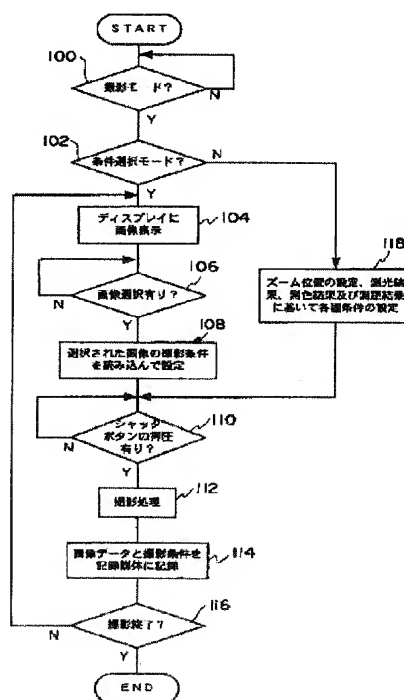 START
100
撮影モード?
N
Y
102
条件選択モード?
N
Y
ディスプレイに
画像表示
104
106
画像選択有り?
N
Y
108
選択された画像の撮影条件
を読み込んで設定
118
ズーム位置の設定、測光結
果、測色結果及び測距結果
に基いて各種条件の設定
110
シャッタ
ボタンの押圧
有り?
N
Y
112
撮影処理
114
画像データと撮影条件を
記録媒体に記録
116
撮影終了?
N
Y
END